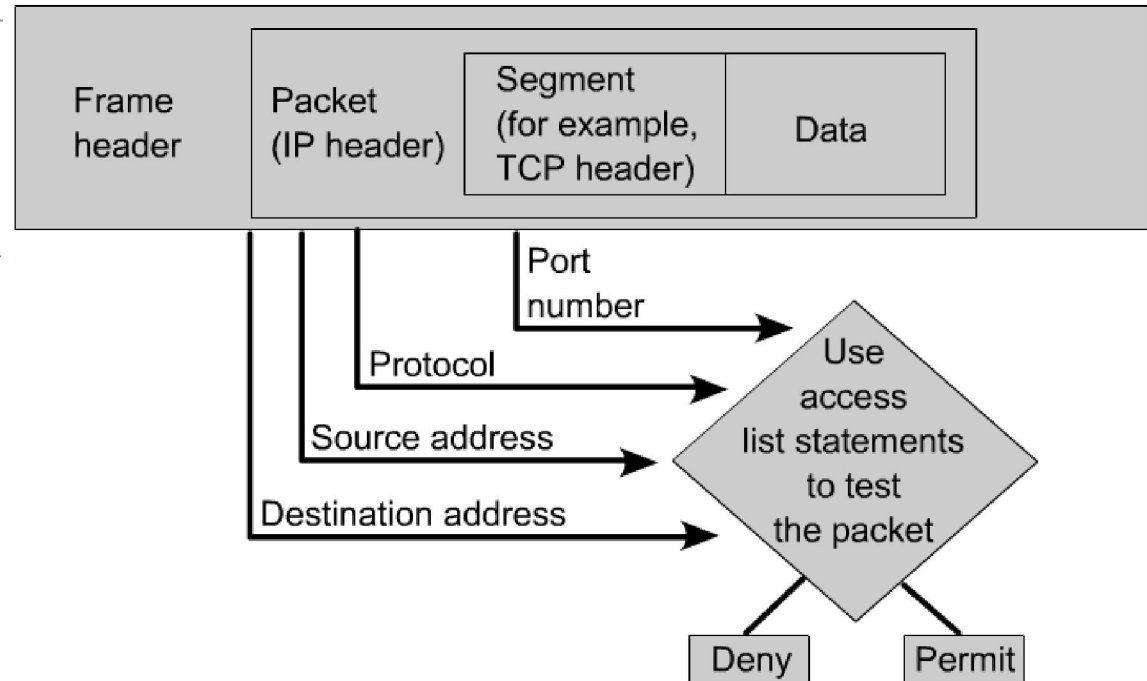 Frame
header
Packet
(IP header)
Segment
(for example,
TCP header)
Data
Port
number
Protocol
Source address
Destination address
Use
access
list statements
to test
the packet
Deny
Permit